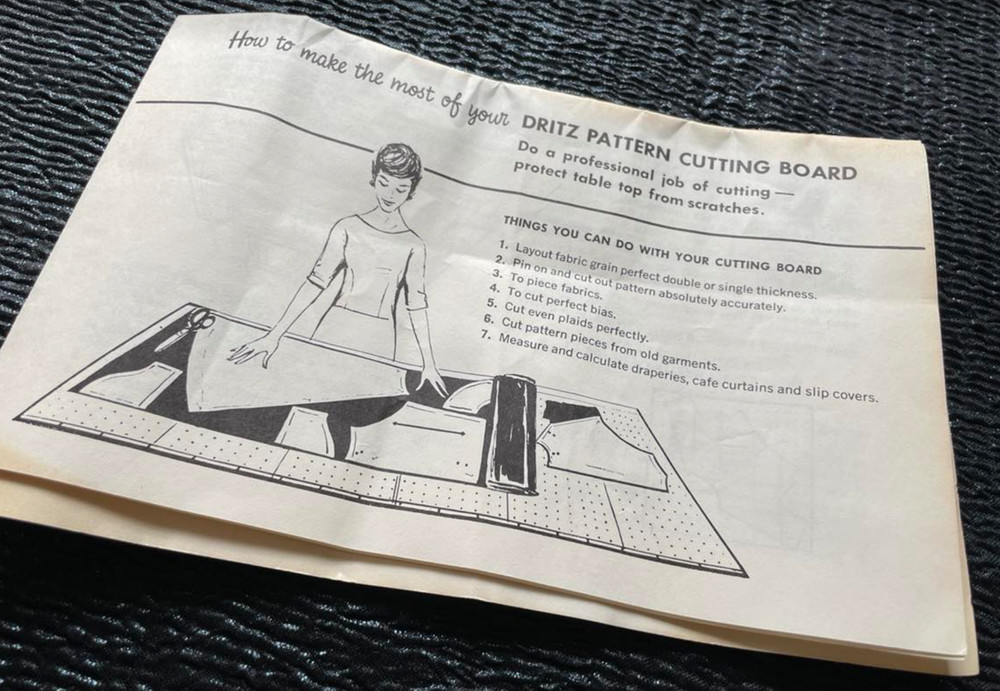 How to make the most of your DRITZ PATTERN CUTTING BOARD
Do a professional job of cutting —
protect table top from scratches.
THINGS YOU CAN DO WITH YOUR CUTTING BOARD
1. Layout fabric grain perfect double or single thickness.
2. Pin on and cut out pattern absolutely accurately.
3. To piece fabrics.
4. To cut perfect bias.
5. Cut even plaids perfectly.
6. Cut pattern pieces from old garments.
7. Measure and calculate draperies, cafe curtains and slip covers.